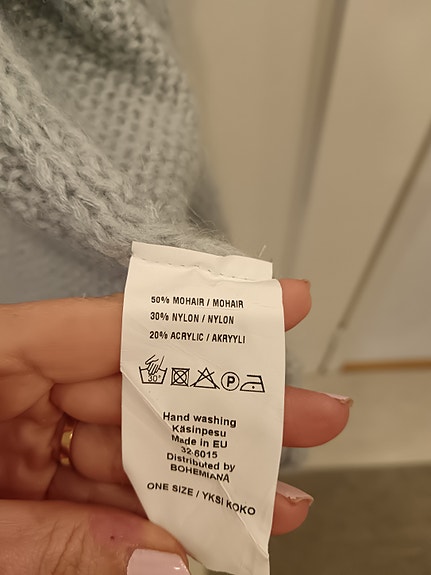 50% MOHAIR / MOHAIR
30% NYLON / NYLON
20% ACRYLIC / AKRYYLI
30° P
Hand washing
Käsinpesu
Made in EU
32.6015
Distributed by
BOHEMIANA
ONE SIZE / YKSI KOKO